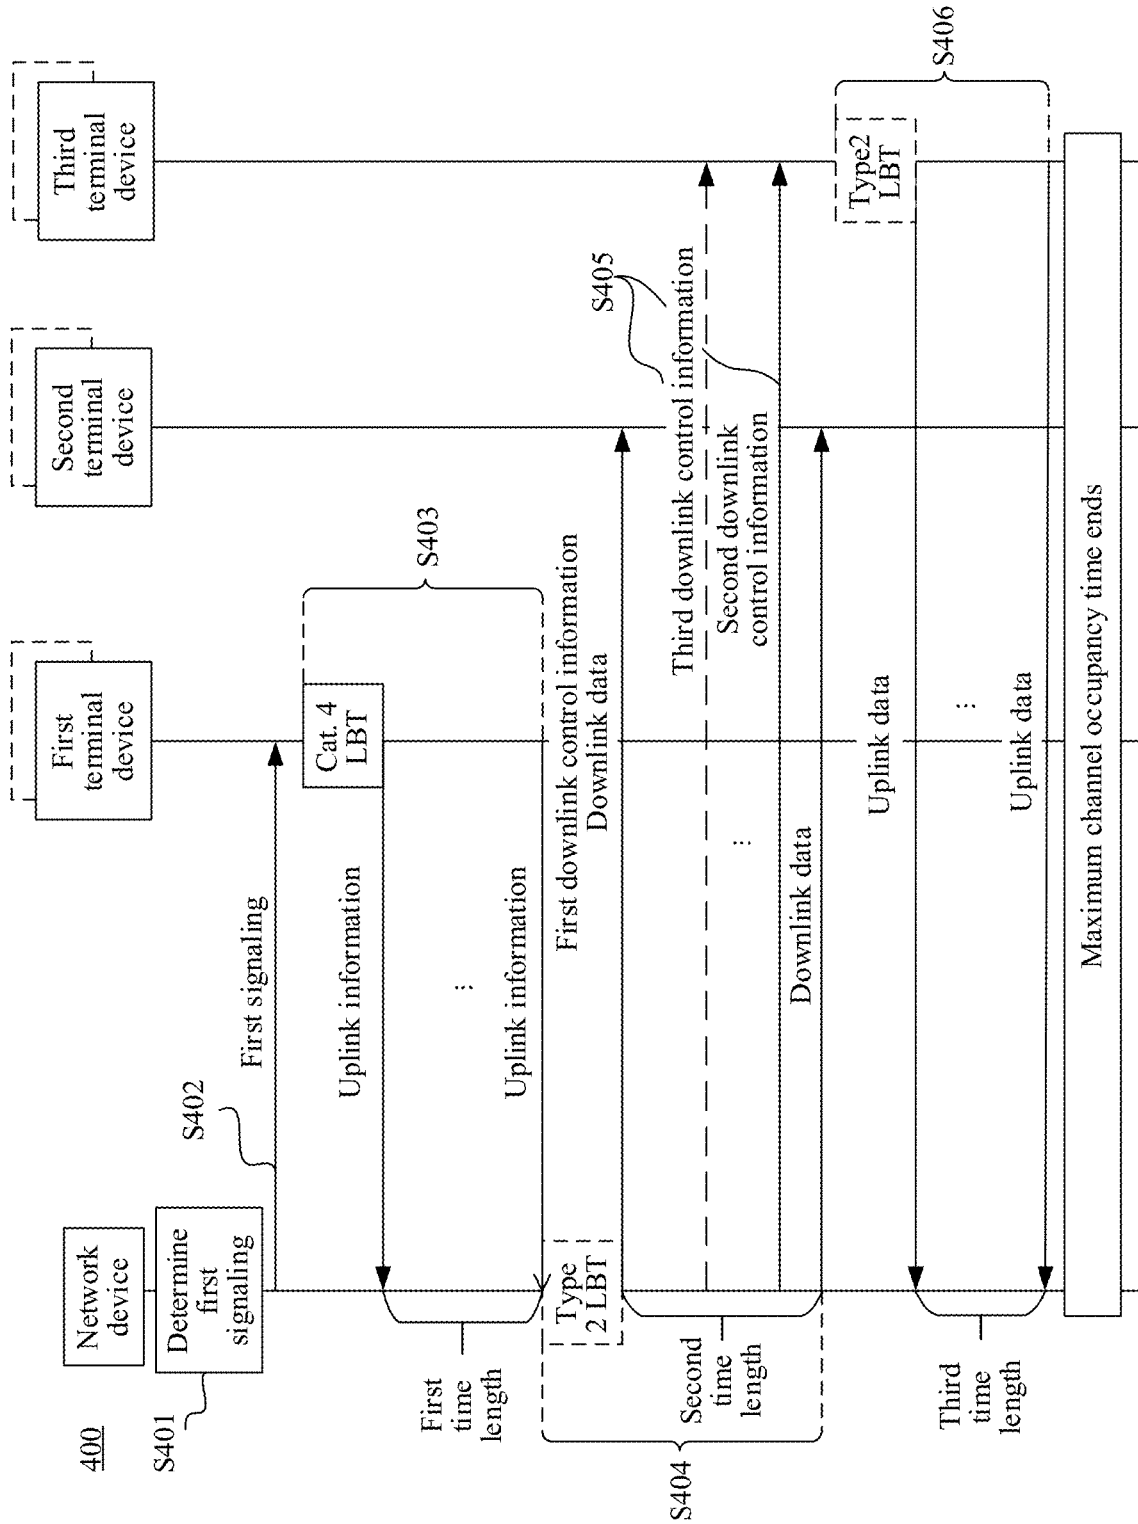 400
Network
device
First
terminal
device
Second
terminal
device
Third
terminal
device
S401
Determine
first
signaling
S402
First signaling
Cat. 4
LBT
S403
Uplink information
...
Uplink information
First
time
length
Type
2 LBT
First downlink control information
Downlink data
S404
Second
time
length
Third downlink control information
S405
Second downlink
control information
...
Downlink data
Type2
LBT
S406
Uplink data
...
Uplink data
Third
time
length
Maximum channel occupancy time ends